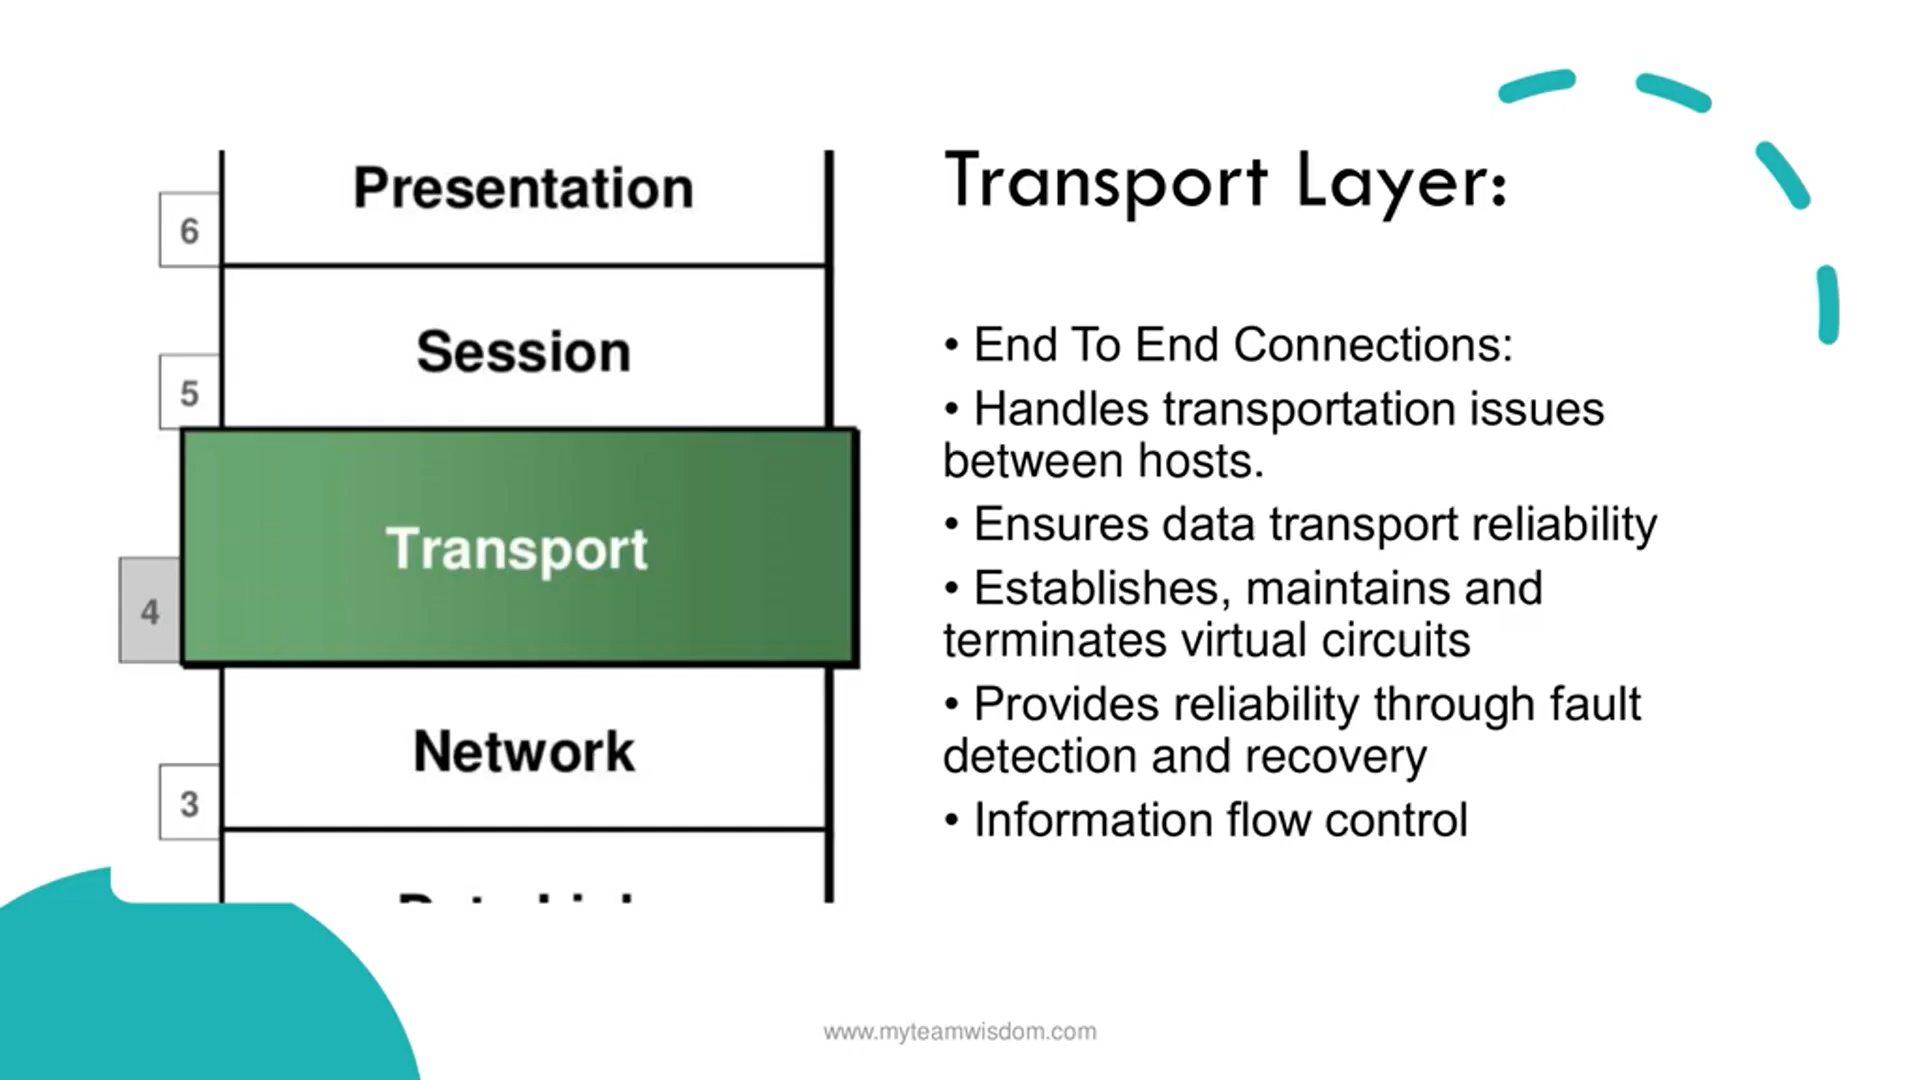 Presentation
6
Session
5
Transport
4
Network
3
Transport Layer:
• End To End Connections:
• Handles transportation issues
between hosts.
• Ensures data transport reliability
• Establishes, maintains and
terminates virtual circuits
• Provides reliability through fault
detection and recovery
• Information flow control
www.myteamwisdom.com